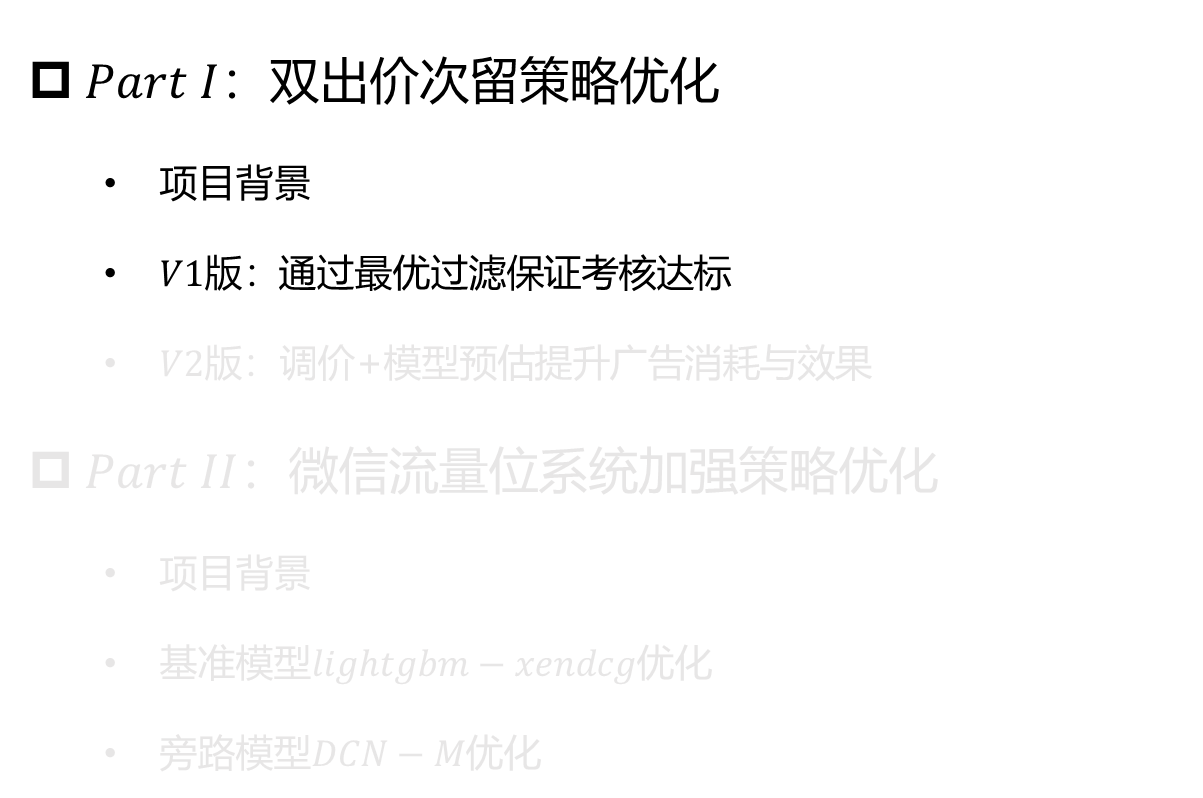 Part I：双出价次留策略优化
• 项目背景
• V1版：通过最优过滤保证考核达标
• V2版：调价+模型预估提升广告消耗与效果
Part II：微信流量位系统加强策略优化
• 项目背景
• 基准模型lightgbm − xendcg优化
• 旁路模型DCN − M优化